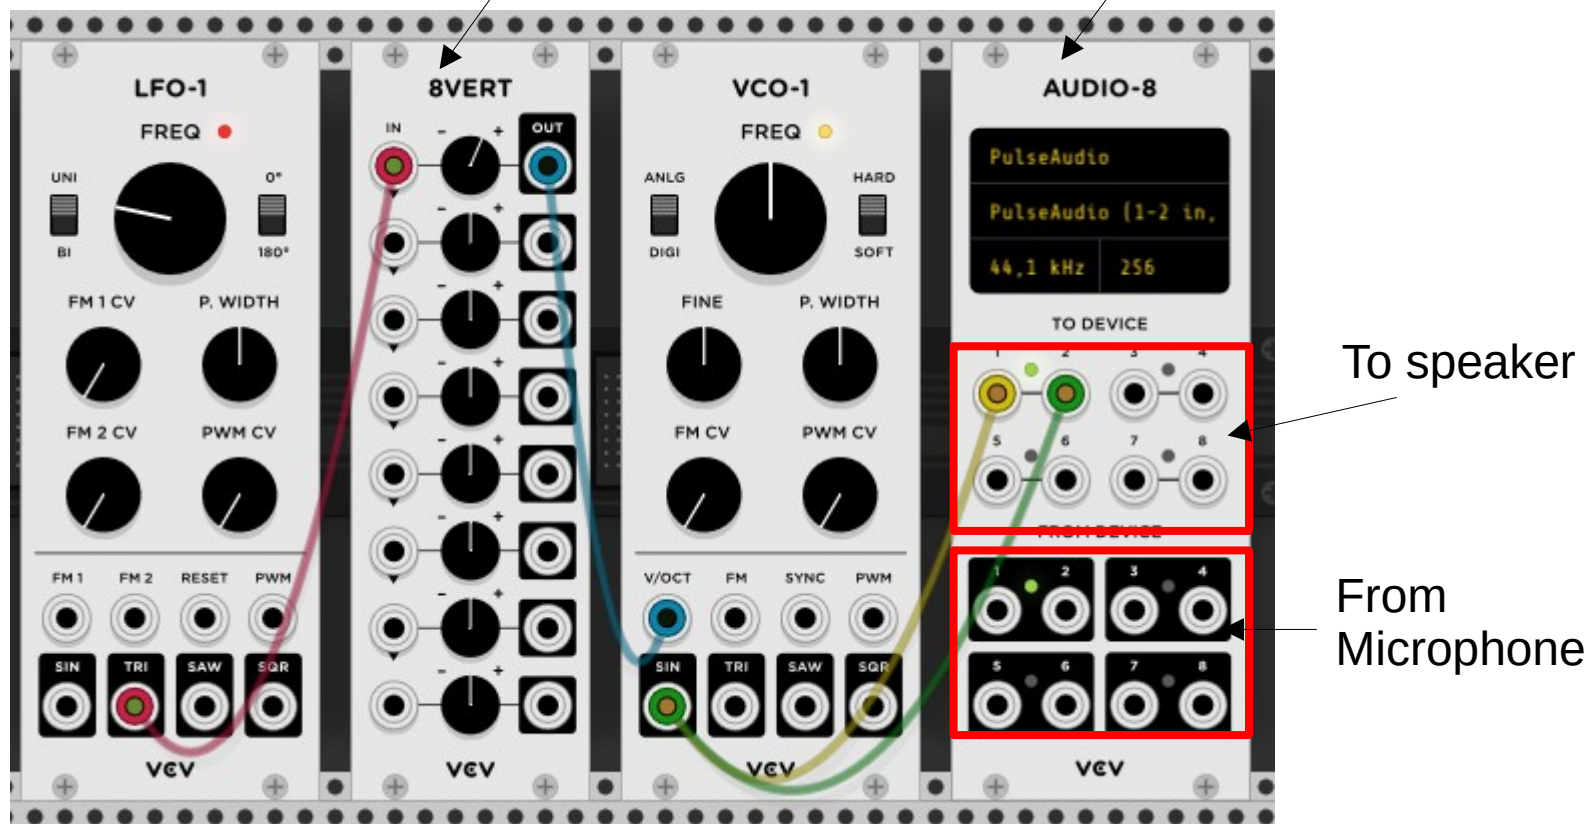 LFO-1
FREQ
UNI
0°
BI
180°
FM 1 CV
P. WIDTH
FM 2 CV
PWM CV
FM 1
FM 2
RESET
PWM
SIN
TRI
SAW
SQR
VCV
8VERT
IN
OUT
- +
- +
- +
- +
- +
- +
- +
- +
VCV
VCO-1
FREQ
ANLG
HARD
DIGI
SOFT
FINE
P. WIDTH
FM CV
PWM CV
V/OCT
FM
SYNC
PWM
SIN
TRI
SAW
SQR
VCV
AUDIO-8
PulseAudio
PulseAudio (1-2 in,
44,1 kHz
256
TO DEVICE
1 2 3 4
5 6 7 8
FROM DEVICE
1 2 3 4
5 6 7 8
VCV
To speaker
From
Microphone